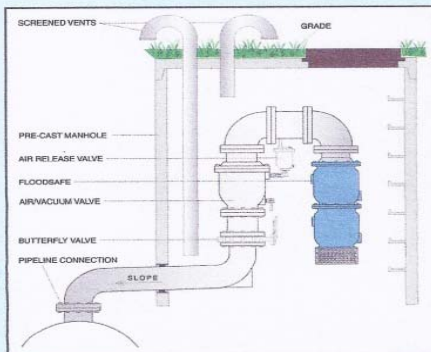 SCREENED VENTS
GRADE
PRE-CAST MANHOLE
AIR RELEASE VALVE
FLOODSAFE
AIR/VACUUM VALVE
BUTTERFLY VALVE
PIPELINE CONNECTION
SLOPE